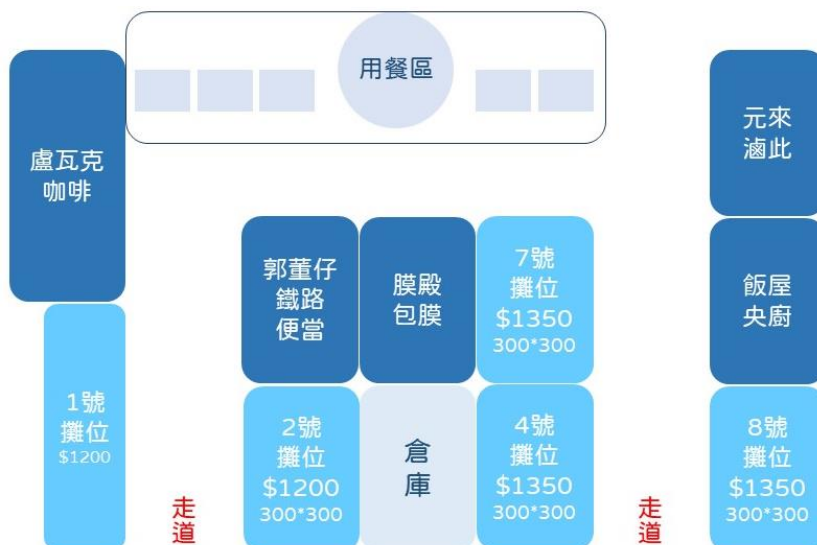 用餐區
盧瓦克
咖啡
元來
滷此
郭董仔
鐵路
便當
膜殿
包膜
7號
攤位
$1350
300*300
飯屋
央廚
1號
攤位
$1200
2號
攤位
$1200
300*300
倉
庫
4號
攤位
$1350
300*300
8號
攤位
$1350
300*300
走
道
走
道